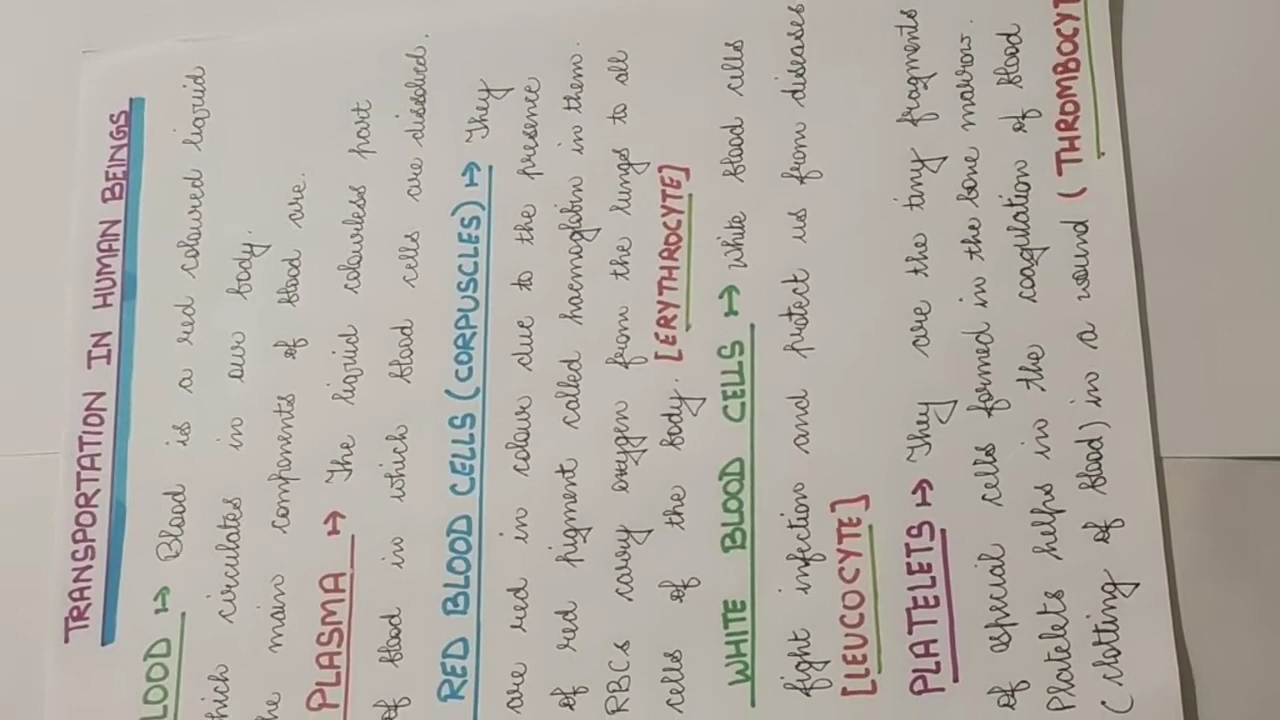 TRANSPORTATION IN HUMAN BEINGS
LOOD → Blood is a red coloured liquid
hich circulates in our body.
he main components of blood are.
PLASMA → The liquid colourless part
of blood in which blood cells are dissolved.
RED BLOOD CELLS (CORPUSCLES) → They
are red in colour due to the presence
of red pigment called haemoglobin in them.
RBCs carry oxygen from the lungs to all
cells of the body. [ERYTHROCYTE]
WHITE BLOOD CELLS → White blood cells
fight infection and protect us from diseases
[LEUCOCYTE]
PLATELETS → They are the tiny fragments
of especial cells formed in the bone marrow.
Platelets helps in the coagulation of blood
(clotting of blood) in a wound (THROMBOCYT